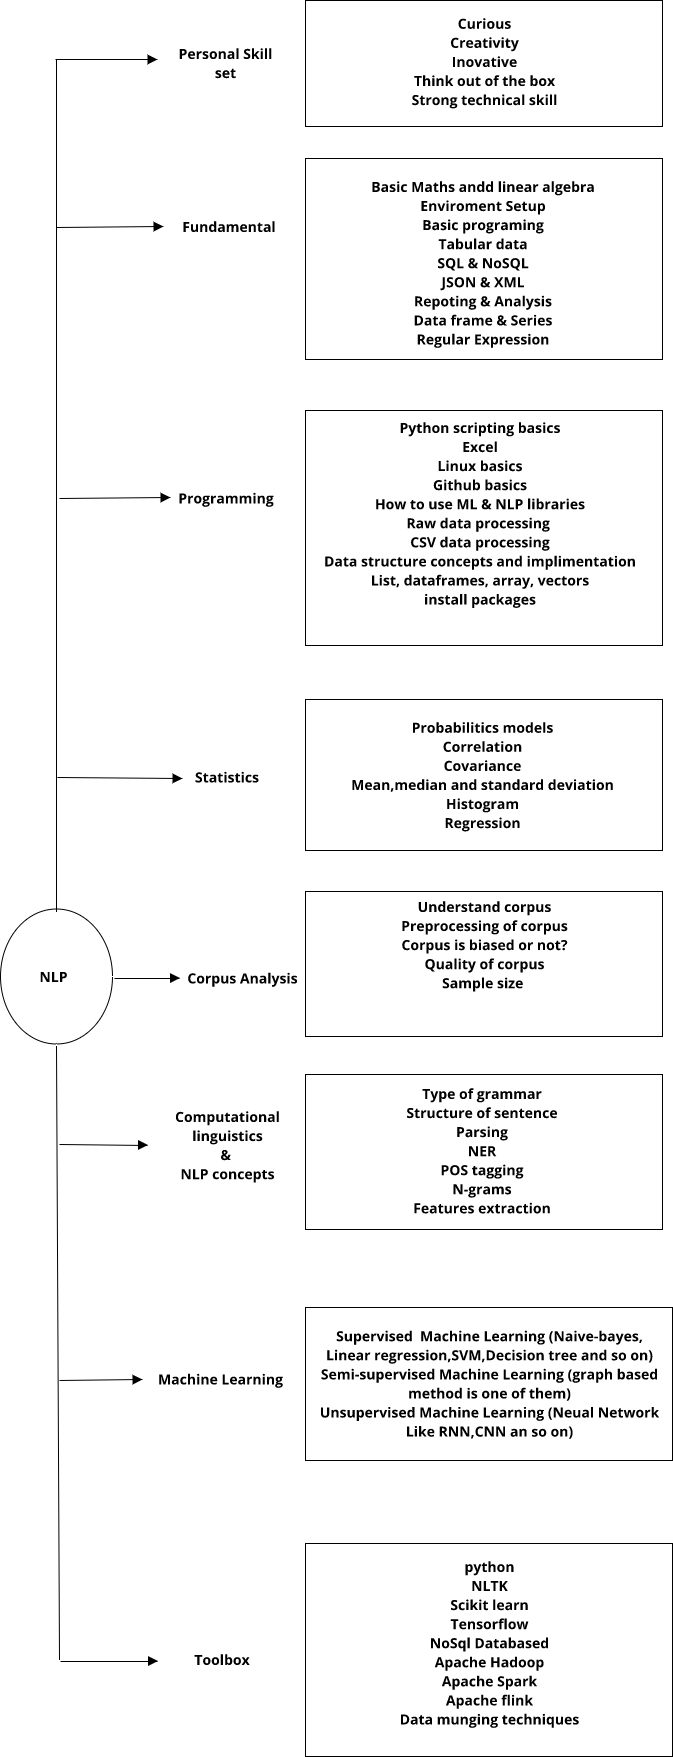 Personal Skill
set
Curious
Creativity
Inovative
Think out of the box
Strong technical skill
Fundamental
Basic Maths andd linear algebra
Enviroment Setup
Basic programing
Tabular data
SQL & NoSQL
JSON & XML
Repoting & Analysis
Data frame & Series
Regular Expression
Programming
Python scripting basics
Excel
Linux basics
Github basics
How to use ML & NLP libraries
Raw data processing
CSV data processing
Data structure concepts and implimentation
List, dataframes, array, vectors
install packages
Statistics
Probabilitics models
Correlation
Covariance
Mean,median and standard deviation
Histogram
Regression
NLP
Corpus Analysis
Understand corpus
Preprocessing of corpus
Corpus is biased or not?
Quality of corpus
Sample size
Computational
linguistics
&
NLP concepts
Type of grammar
Structure of sentence
Parsing
NER
POS tagging
N-grams
Features extraction
Machine Learning
Supervised  Machine Learning (Naive-bayes,
Linear regression,SVM,Decision tree and so on)
Semi-supervised Machine Learning (graph based
method is one of them)
Unsupervised Machine Learning (Neual Network
Like RNN,CNN an so on)
Toolbox
python
NLTK
Scikit learn
Tensorflow
NoSql Databased
Apache Hadoop
Apache Spark
Apache flink
Data munging techniques